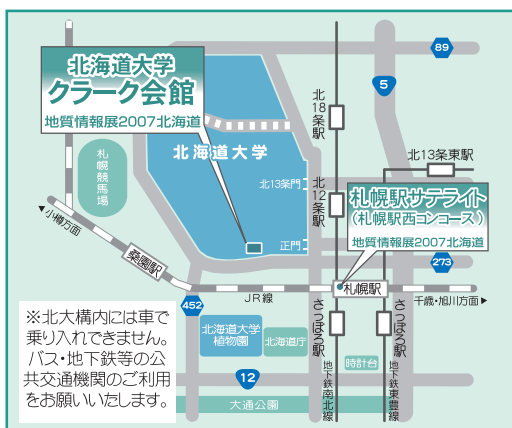 北海道大学
クラーク会館
地質情報展2007北海道
89
5
北18条駅
北海道大学
札幌競馬場
北13条東駅
北13条門
北12条駅
札幌駅サテライト
(札幌駅西コンコース)
地質情報展2007北海道
◀小樽方面
正門
桑園駅
273
JR線
札幌駅
千歳・旭川方面▶
452
さっぽろ駅
さっぽろ駅
※北大構内には車で
乗り入れできません。
バス・地下鉄等の公
共交通機関のご利用
をお願いいたします。
北海道大学
植物園
北海道庁
時計台
12
地下鉄南北線
地下鉄東豊線
大通公園